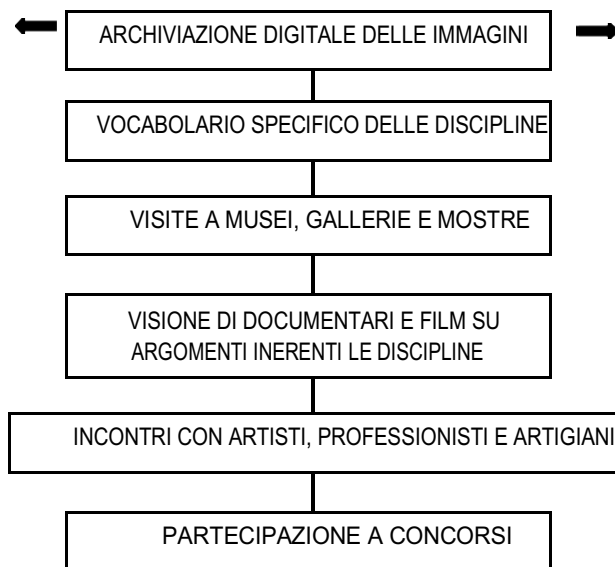 ARCHIVIAZIONE DIGITALE DELLE IMMAGINI
VOCABOLARIO SPECIFICO DELLE DISCIPLINE
VISITE A MUSEI, GALLERIE E MOSTRE
VISIONE DI DOCUMENTARI E FILM SU
ARGOMENTI INERENTI LE DISCIPLINE
INCONTRI CON ARTISTI, PROFESSIONISTI E ARTIGIANI
PARTECIPAZIONE A CONCORSI